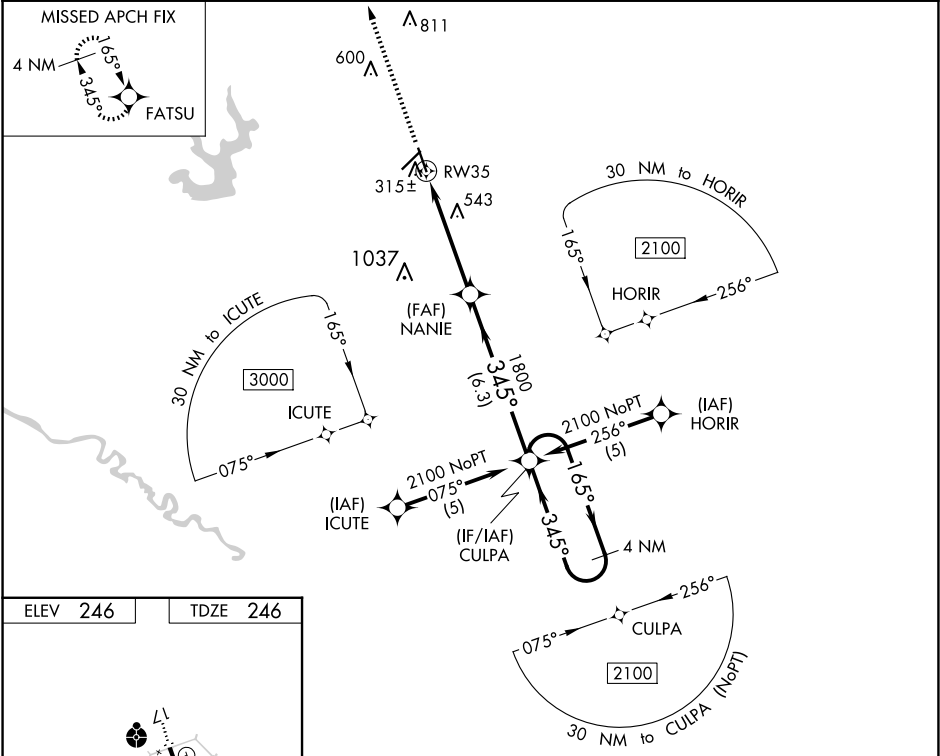 MISSED APCH FIX
4 NM
165°
345°
FATSU
811
600
RW35
315±
543
1037
(FAF)
NANIE
1800
345°
(6.3)
30 NM to HORIR
2100
165°
256°
HORIR
30 NM to ICUTE
3000
165°
ICUTE
075°
2100 NoPT
256°
(5)
(IAF)
HORIR
2100 NoPT
075°
(5)
(IAF)
ICUTE
(IF/IAF)
CULPA
165°
345°
4 NM
256°
075°
CULPA
2100
30 NM to CULPA (NoPT)
ELEV 246
TDZE 246
17